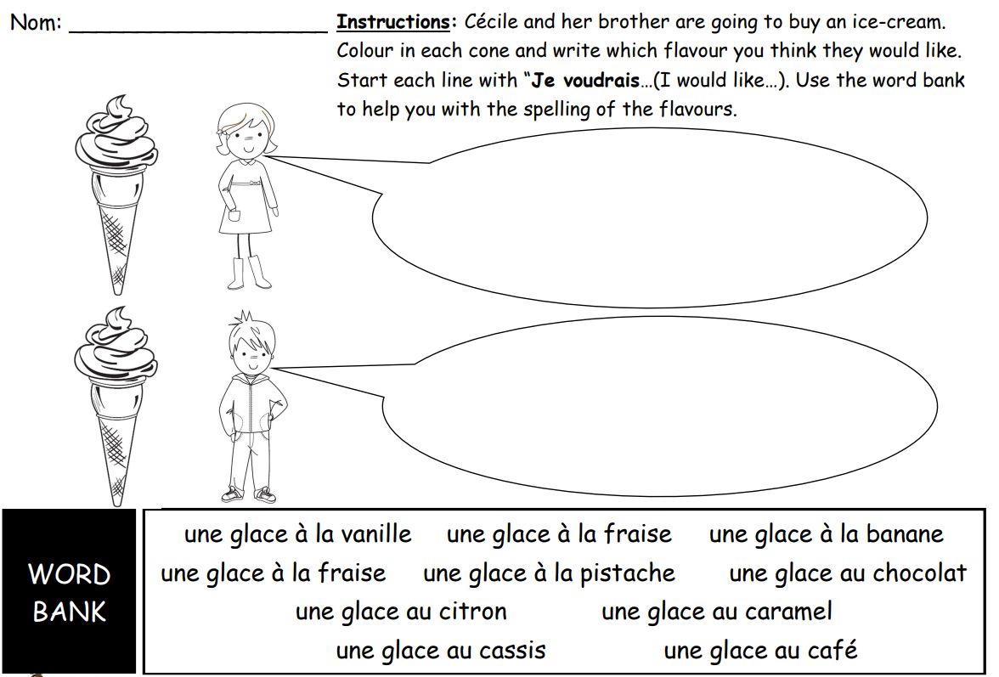 Nom: ________________________
Instructions: Cécile and her brother are going to buy an ice-cream.
Colour in each cone and write which flavour you think they would like.
Start each line with “Je voudrais…(I would like…). Use the word bank
to help you with the spelling of the flavours.
WORD
BANK
une glace à la vanille une glace à la fraise une glace à la banane
une glace à la fraise une glace à la pistache une glace au chocolat
une glace au citron une glace au caramel
une glace au cassis une glace au café